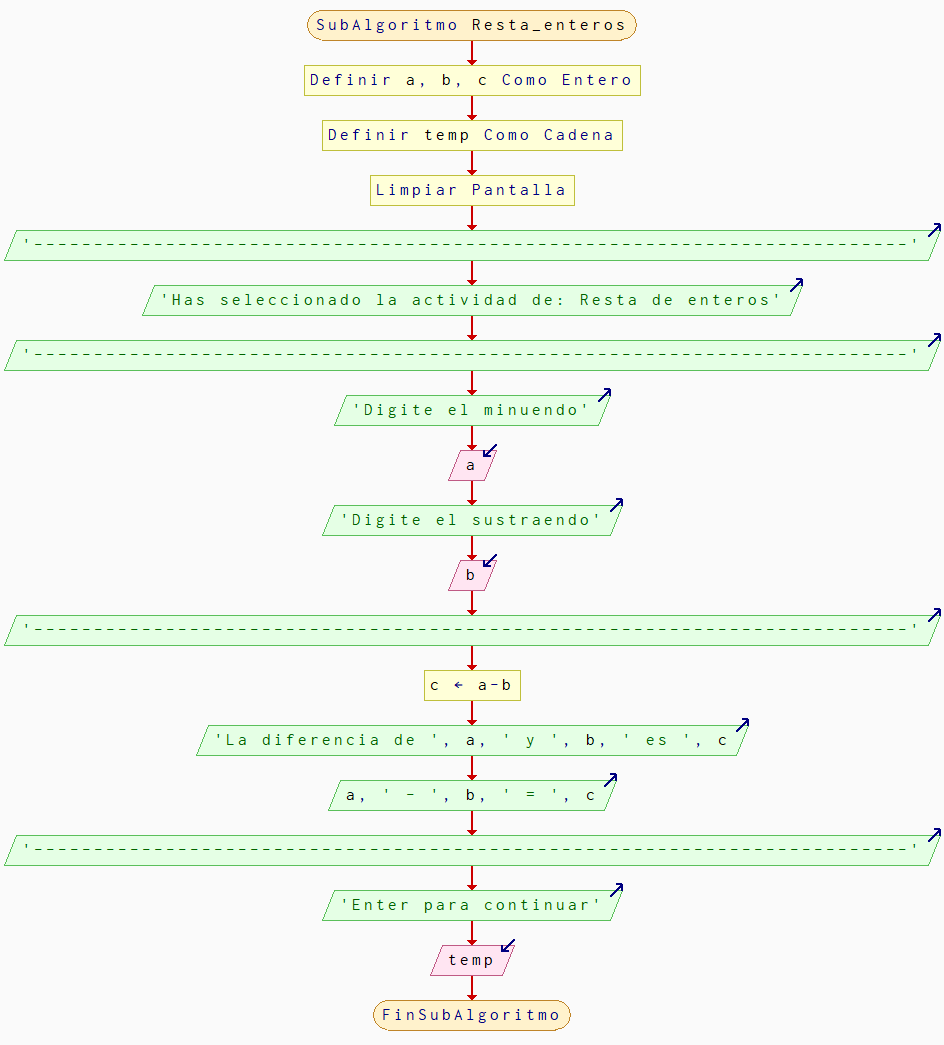 SubAlgoritmo Resta_enteros
Definir a, b, c Como Entero
Definir temp Como Cadena
Limpiar Pantalla
'-------------------------------------------------------------------------'
'Has seleccionado la actividad de: Resta de enteros'
'-------------------------------------------------------------------------'
'Digite el minuendo'
a
'Digite el sustraendo'
b
'-------------------------------------------------------------------------'
c ← a-b
'La diferencia de ', a, ' y ', b, ' es ', c
a, ' - ', b, ' = ', c
'-------------------------------------------------------------------------'
'Enter para continuar'
temp
FinSubAlgoritmo